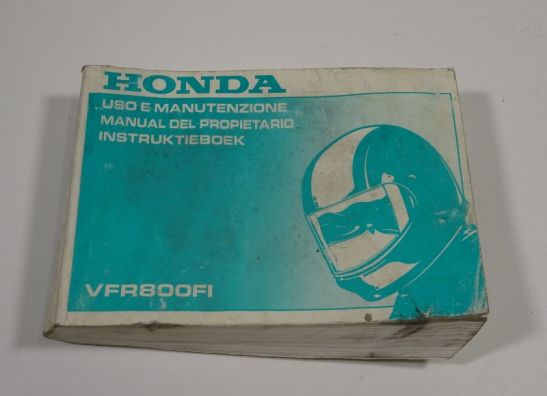 HONDA
USO E MANUTENZIONE
MANUAL DEL PROPIETARIO
INSTRUKTIEBOEK
VFR800FI